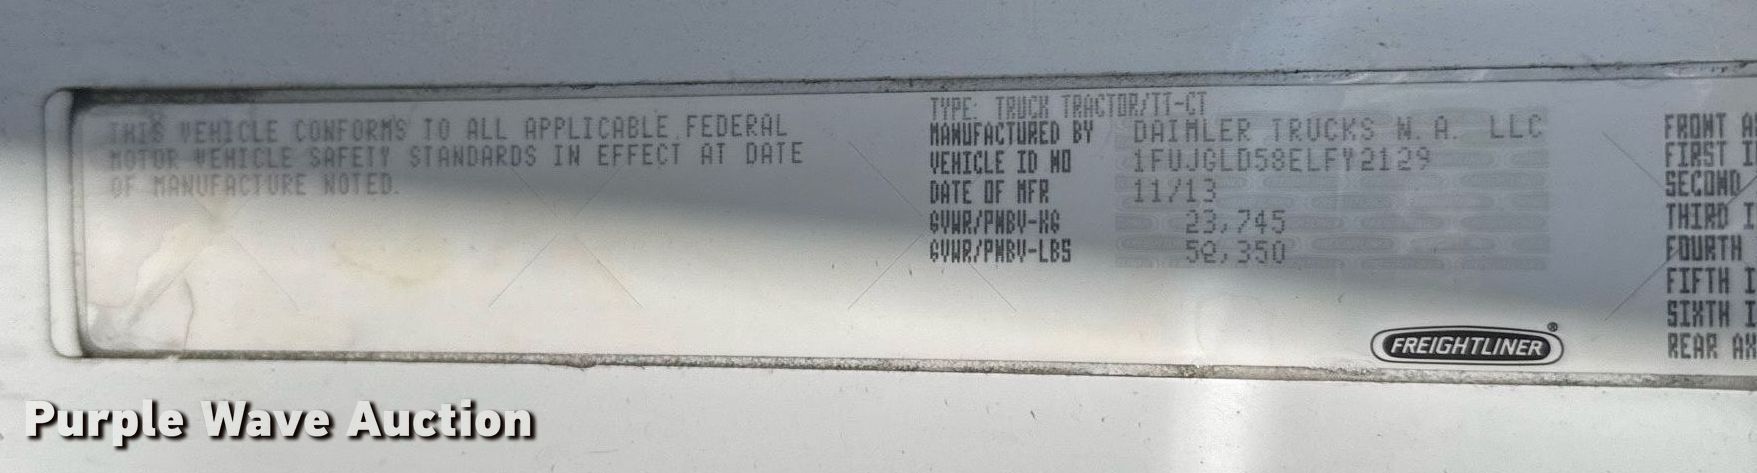 THIS VEHICLE CONFORMS TO ALL APPLICABLE FEDERAL
MOTOR VEHICLE SAFETY STANDARDS IN EFFECT AT DATE
OF MANUFACTURE NOTED.
TYPE: TRUCK TRACTOR/TT-CT
MANUFACTURED BY DAIMLER TRUCKS N.A. LLC
VEHICLE ID NO 1FUJGLD58ELFY2129
DATE OF MFR 11/13
GVWR/PNBV-KG 23,745
GVWR/PNBV-LBS 52,350
FREIGHTLINER®
FRONT A
FIRST I
SECOND
THIRD I
FOURTH
FIFTH I
SIXTH I
REAR AX
Purple Wave Auction